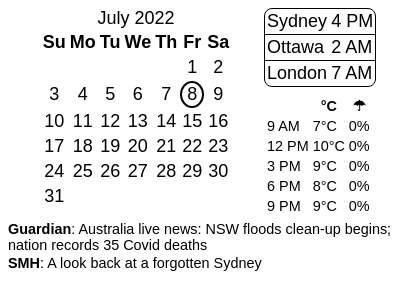 July 2022
Su Mo Tu We Th Fr Sa
1 2
3 4 5 6 7 8 9
10 11 12 13 14 15 16
17 18 19 20 21 22 23
24 25 26 27 28 29 30
31
Sydney 4 PM
Ottawa 2 AM
London 7 AM
°C ☂
9 AM 7°C 0%
12 PM 10°C 0%
3 PM 9°C 0%
6 PM 8°C 0%
9 PM 9°C 0%
Guardian: Australia live news: NSW floods clean-up begins;
nation records 35 Covid deaths
SMH: A look back at a forgotten Sydney